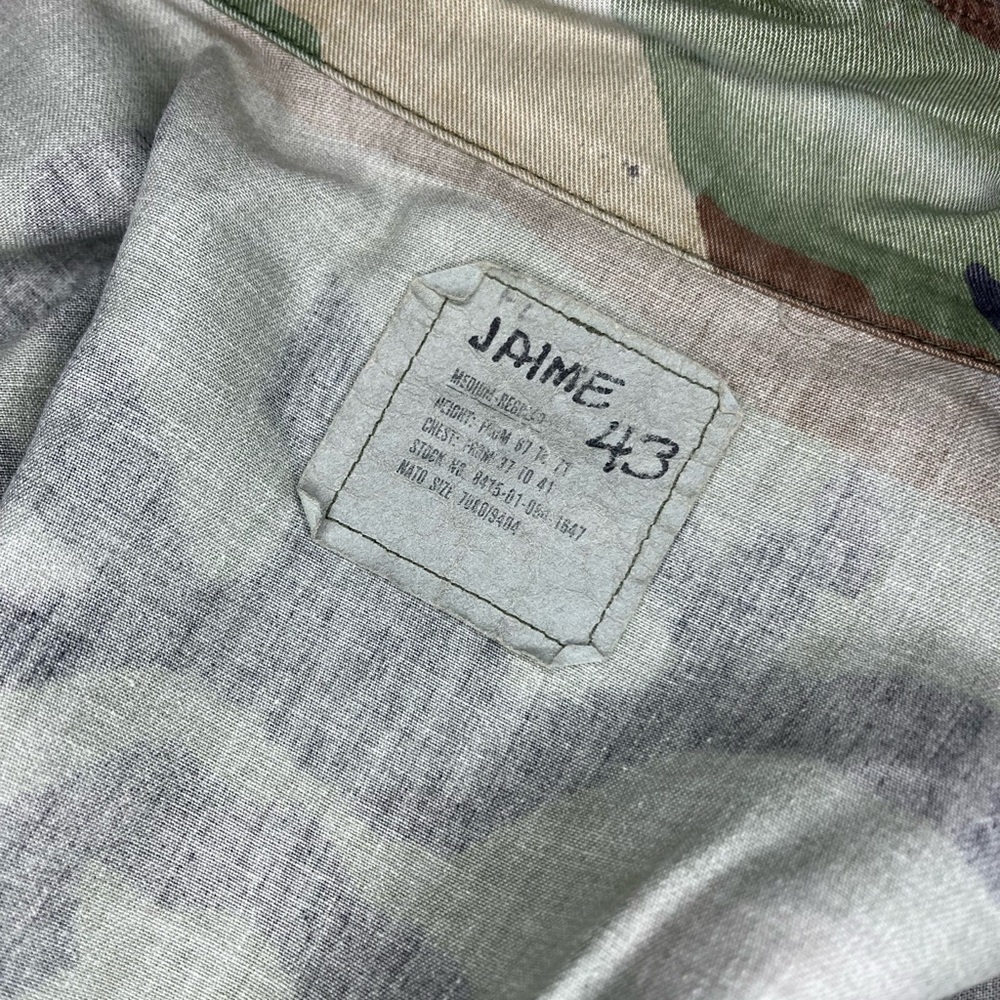 JAIME
43
MEDIUM-REGULAR
HEIGHT: FROM 67 TO 71
CHEST: FROM 37 TO 41
STOCK NO. 8415-01-084-1647
NATO SIZE 7080/9404